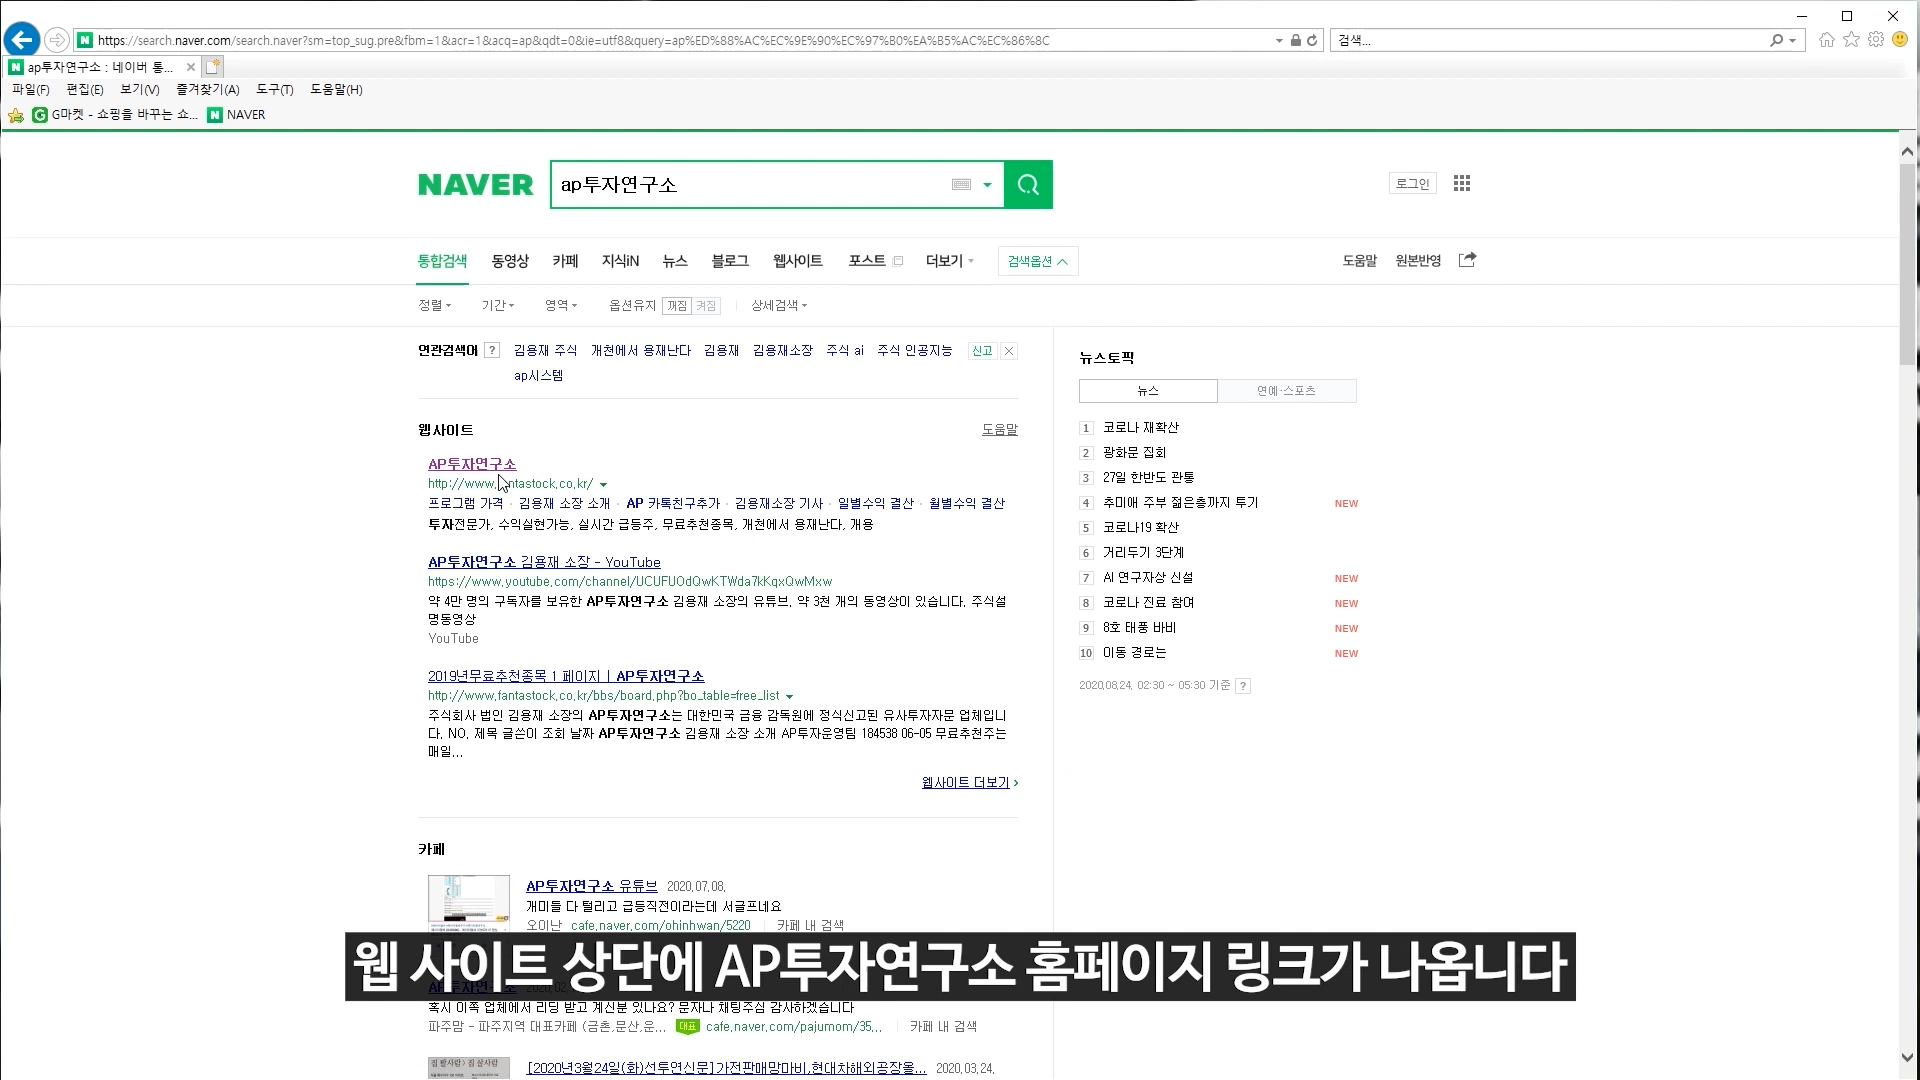 https://search.naver.com/search.naver?sm=top_sug.pre&fbm=1&acr=1&acq=ap&qdt=0&ie=utf8&query=ap%ED%88%AC%EC%9E%90%EC%97%B0%EA%B5%AC%EC%86%8C
검색...
ap투자연구소 : 네이버 통...
파일(F) 편집(E) 보기(V) 즐겨찾기(A) 도구(T) 도움말(H)
G마켓 - 쇼핑을 바꾸는 쇼... NAVER
NAVER ap투자연구소 로그인
통합검색 동영상 카페 지식iN 뉴스 블로그 웹사이트 포스트 더보기 검색옵션 도움말 원본반영
정렬 기간 영역 옵션유지 꺼짐 켜짐 상세검색
연관검색어 ? 김용재 주식 개천에서 용재난다 김용재 김용재소장 주식 ai 주식 인공지능 신고
ap시스템
웹사이트 도움말
AP투자연구소
http://www.fantastock.co.kr/
프로그램 가격 · 김용재 소장 소개 · AP 카톡친구추가 · 김용재소장 기사 · 일별수익 결산 · 월별수익 결산
투자전문가, 수익실현가능, 실시간 급등주, 무료추천종목, 개천에서 용재난다, 개용
AP투자연구소 김용재 소장 - YouTube
https://www.youtube.com/channel/UCUFUOdQwKTWda7kKqxQwMxw
약 4만 명의 구독자를 보유한 AP투자연구소 김용재 소장의 유튜브. 약 3천 개의 동영상이 있습니다. 주식설
명동영상
YouTube
2019년무료추천종목 1 페이지 | AP투자연구소
http://www.fantastock.co.kr/bbs/board.php?bo_table=free_list
주식회사 법인 김용재 소장의 AP투자연구소는 대한민국 금융 감독원에 정식신고된 유사투자자문 업체입니
다. NO. 제목 글쓴이 조회 날짜 AP투자연구소 김용재 소장 소개 AP투자운영팀 184538 06-05 무료추천주는
매일...
웹사이트 더보기
카페
AP투자연구소 유튜브 2020.07.08.
개미들 다 털리고 급등직전이라는데 서글프네요
오이난 cafe.naver.com/ohinhwan/5220 카페 내 검색
웹 사이트 상단에 AP투자연구소 홈페이지 링크가 나옵니다
혹시 이쪽 업체에서 리딩 받고 계신분 있나요? 문자나 채팅주심 감사하겠습니다
파주맘 - 파주지역 대표카페 (금촌,문산,운... 대표 cafe.naver.com/pajumom/35... 카페 내 검색
[2020년3월24일(화)선투연신문]가전판매망마비,현대차해외공장올... 2020.03.24.
뉴스토픽
뉴스 연예·스포츠
1 코로나 재확산
2 광화문 집회
3 27일 한반도 관통
4 추미애 주부 젊은층까지 투기 NEW
5 코로나19 확산
6 거리두기 3단계
7 AI 연구자상 신설 NEW
8 코로나 진료 참여 NEW
9 8호 태풍 바비 NEW
10 이동 경로는 NEW
2020.08.24. 02:30 ~ 05:30 기준 ?